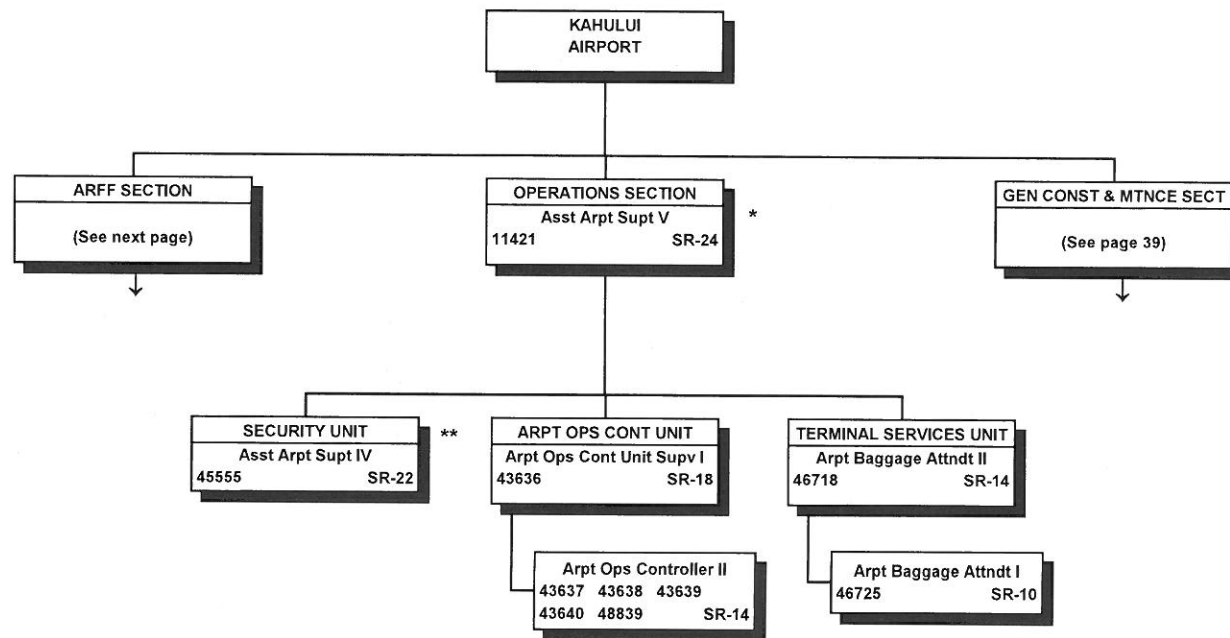 KAHULUI
AIRPORT
ARFF SECTION
(See next page)
OPERATIONS SECTION
Asst Arpt Supt V
11421 SR-24
*
GEN CONST & MTNCE SECT
(See page 39)
SECURITY UNIT
Asst Arpt Supt IV
45555 SR-22
**
ARPT OPS CONT UNIT
Arpt Ops Cont Unit Supv I
43636 SR-18
TERMINAL SERVICES UNIT
Arpt Baggage Attndt II
46718 SR-14
Arpt Ops Controller II
43637 43638 43639
43640 48839 SR-14
Arpt Baggage Attndt I
46725 SR-10